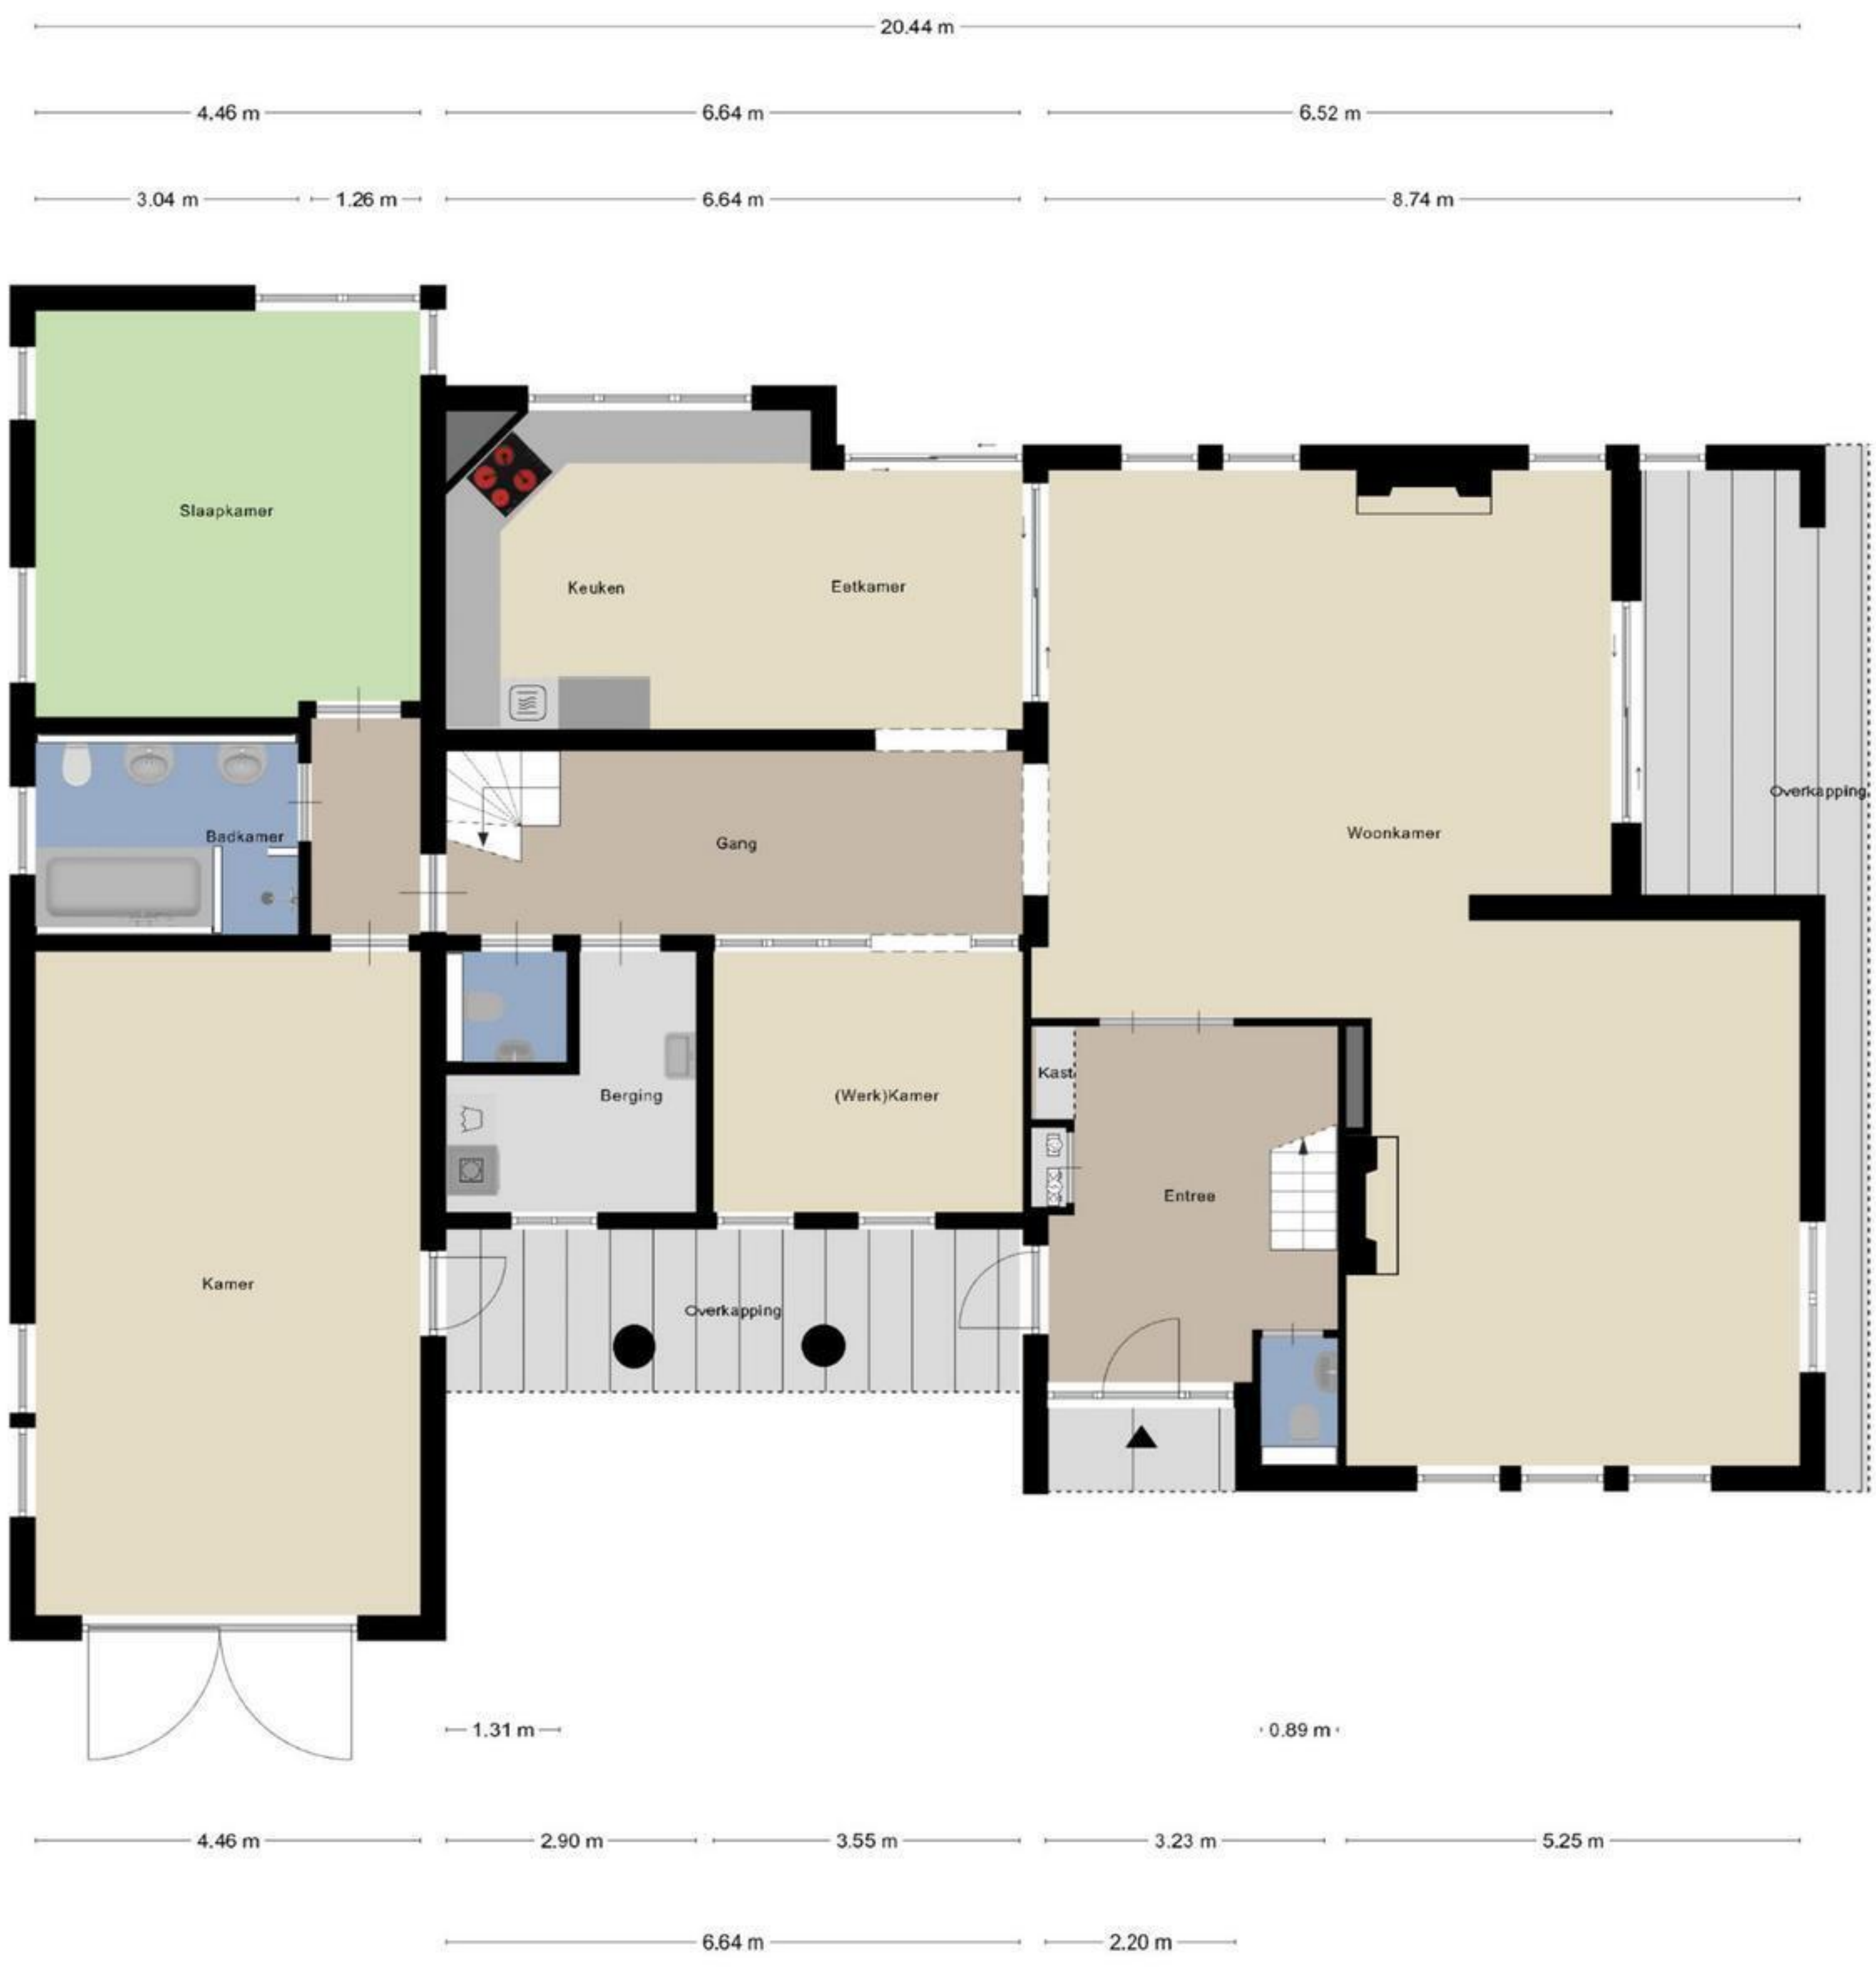 20.44 m
4.46 m 6.64 m 6.52 m
3.04 m 1.26 m 6.64 m 8.74 m
Slaapkamer
Keuken Eetkamer
Overkapping
Badkamer Gang Woonkamer
Kast
Berging (Werk)Kamer
Entree
Kamer
Overkapping
1.31 m 0.89 m
4.46 m 2.90 m 3.55 m 3.23 m 5.25 m
6.64 m 2.20 m